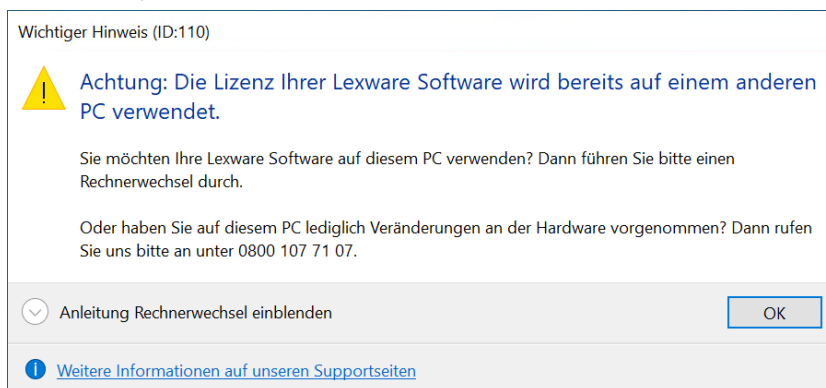 Wichtiger Hinweis (ID:110)
Achtung: Die Lizenz Ihrer Lexware Software wird bereits auf einem anderen
PC verwendet.
Sie möchten Ihre Lexware Software auf diesem PC verwenden? Dann führen Sie bitte einen
Rechnerwechsel durch.
Oder haben Sie auf diesem PC lediglich Veränderungen an der Hardware vorgenommen? Dann rufen
Sie uns bitte an unter 0800 107 71 07.
Anleitung Rechnerwechsel einblenden
OK
Weitere Informationen auf unseren Supportseiten